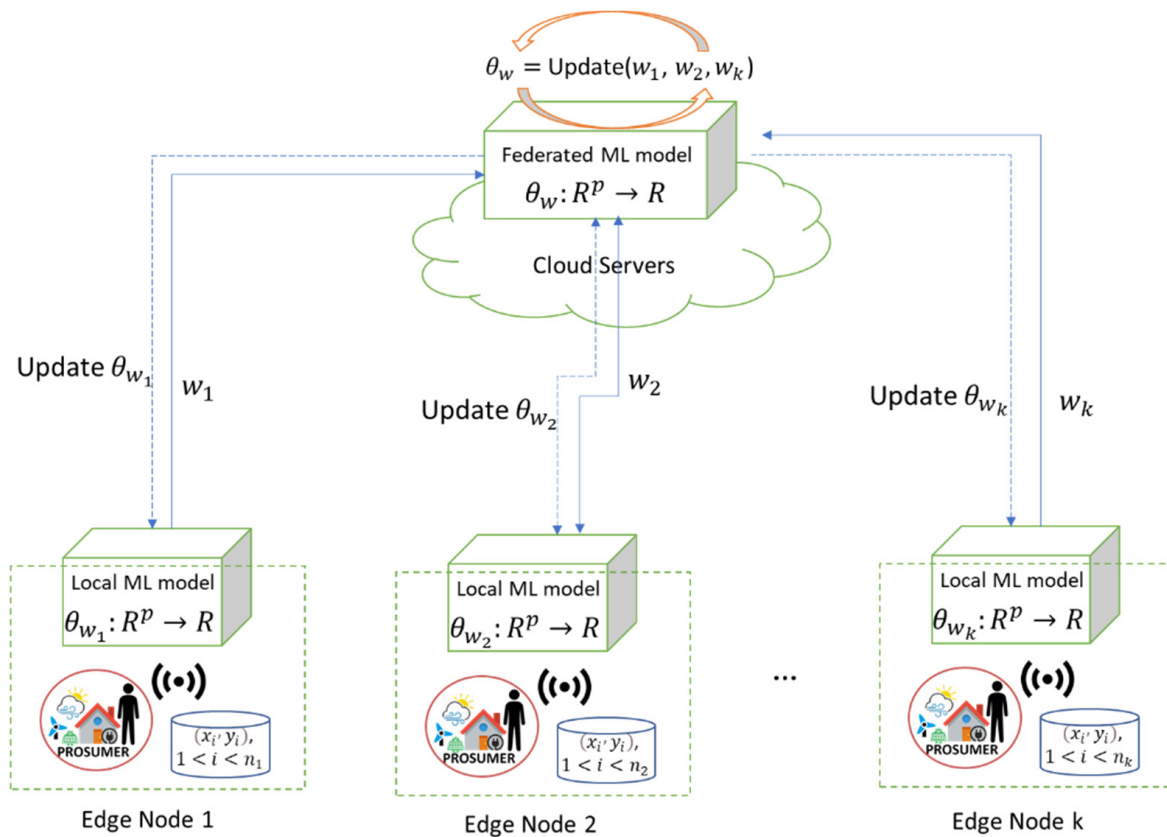 θ_w = Update(w_1, w_2, w_k)
Federated ML model
θ_w: R^p → R
Cloud Servers
Update θ_{w_1}
w_1
Update θ_{w_2}
w_2
Update θ_{w_k}
w_k
Local ML model
θ_{w_1}: R^p → R
PROSUMER
(x_i, y_i),
1 < i < n_1
Edge Node 1
Local ML model
θ_{w_2}: R^p → R
PROSUMER
(x_i, y_i),
1 < i < n_2
Edge Node 2
...
Local ML model
θ_{w_k}: R^p → R
PROSUMER
(x_i, y_i),
1 < i < n_k
Edge Node k